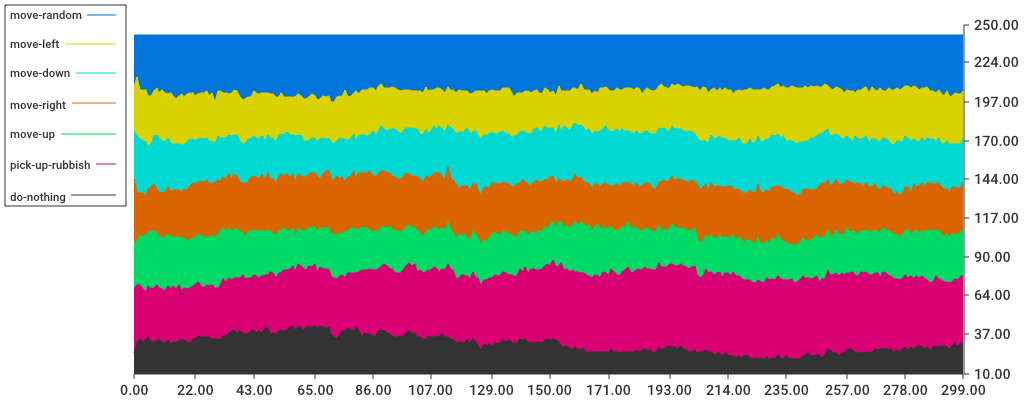 move-random
move-left
move-down
move-right
move-up
pick-up-rubbish
do-nothing
250.00
224.00
197.00
170.00
144.00
117.00
90.00
64.00
37.00
10.00
0.00 22.00 43.00 65.00 86.00 107.00 129.00 150.00 171.00 193.00 214.00 235.00 257.00 278.00 299.00